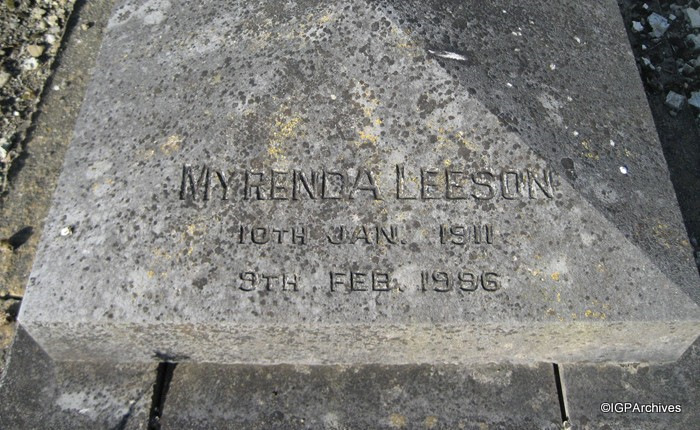 MYRENDA LEESON
10TH JAN. 1911
9TH FEB. 1996
©IGPArchives